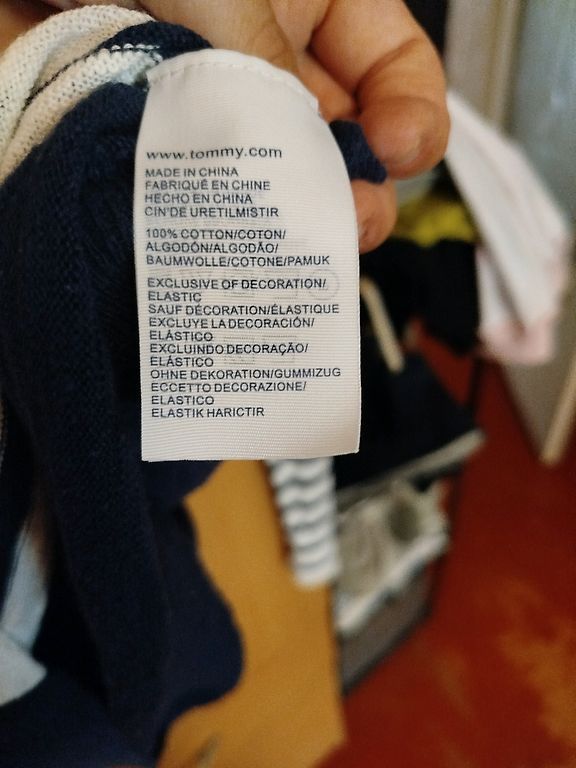 www.tommy.com
MADE IN CHINA
FABRIQUÉ EN CHINE
HECHO EN CHINA
CIN'DE URETILMISTIR
100% COTTON/COTON/
ALGODÓN/ALGODÃO/
BAUMWOLLE/COTONE/PAMUK
EXCLUSIVE OF DECORATION/
ELASTIC
SAUF DÉCORATION/ÉLASTIQUE
EXCLUYE LA DECORACIÓN/
ELÁSTICO
EXCLUINDO DECORAÇÃO/
ELÁSTICO
OHNE DEKORATION/GUMMIZUG
ECCETTO DECORAZIONE/
ELASTICO
ELASTIK HARICTIR